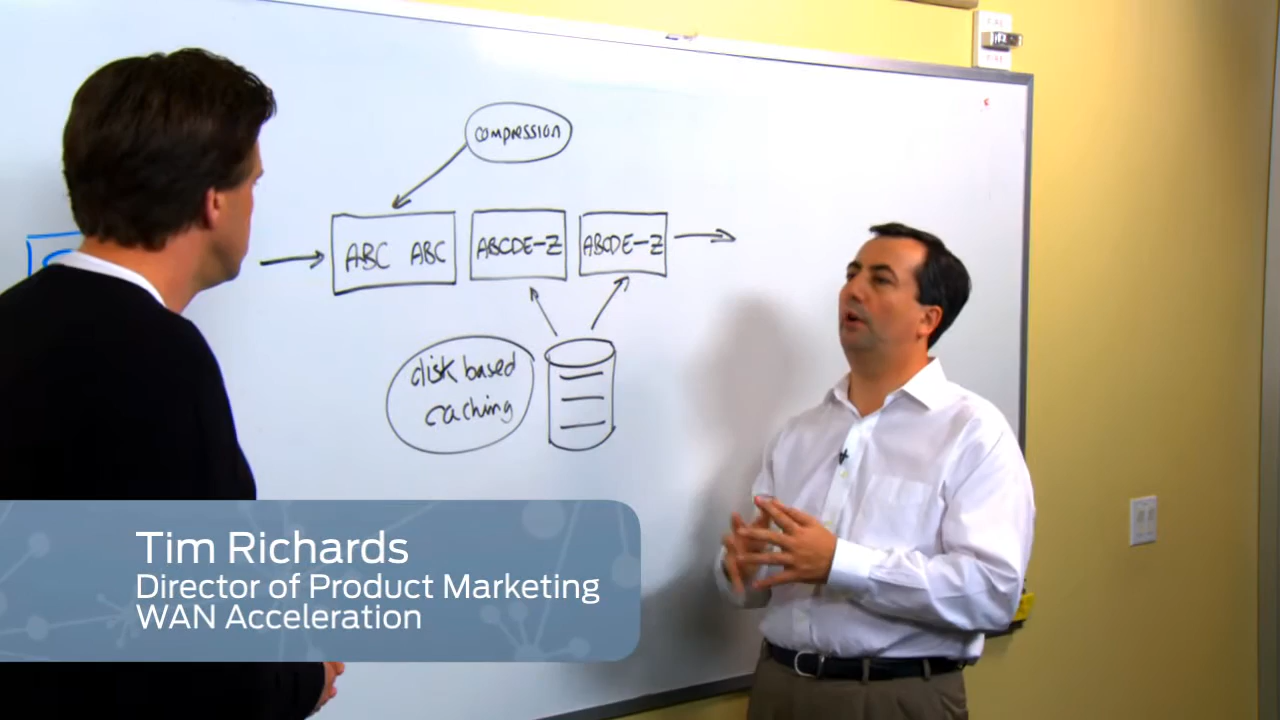 compression
ABC ABC
ABCDE-Z
ABCDE-Z
disk based
caching
Tim Richards
Director of Product Marketing
WAN Acceleration